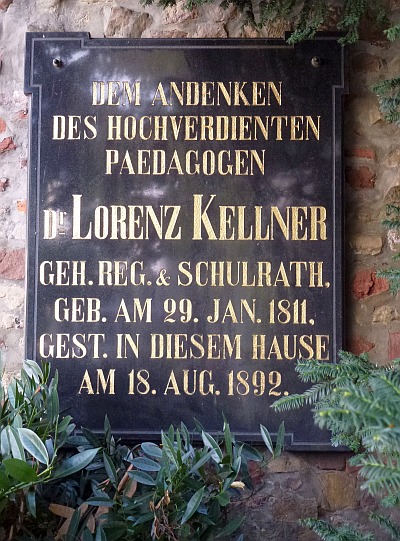 DEM ANDENKEN
DES HOCHVERDIENTEN
PAEDAGOGEN
Dr LORENZ KELLNER
GEH. REG. & SCHULRATH,
GEB. AM 29. JAN. 1811,
GEST. IN DIESEM HAUSE
AM 18. AUG. 1892.